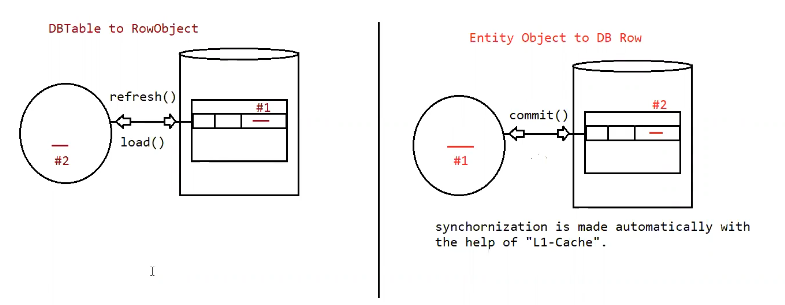 DBTable to RowObject
refresh()
#1
load()
#2
Entity Object to DB Row
commit()
#2
#1
synchornization is made automatically with
the help of "L1-Cache".